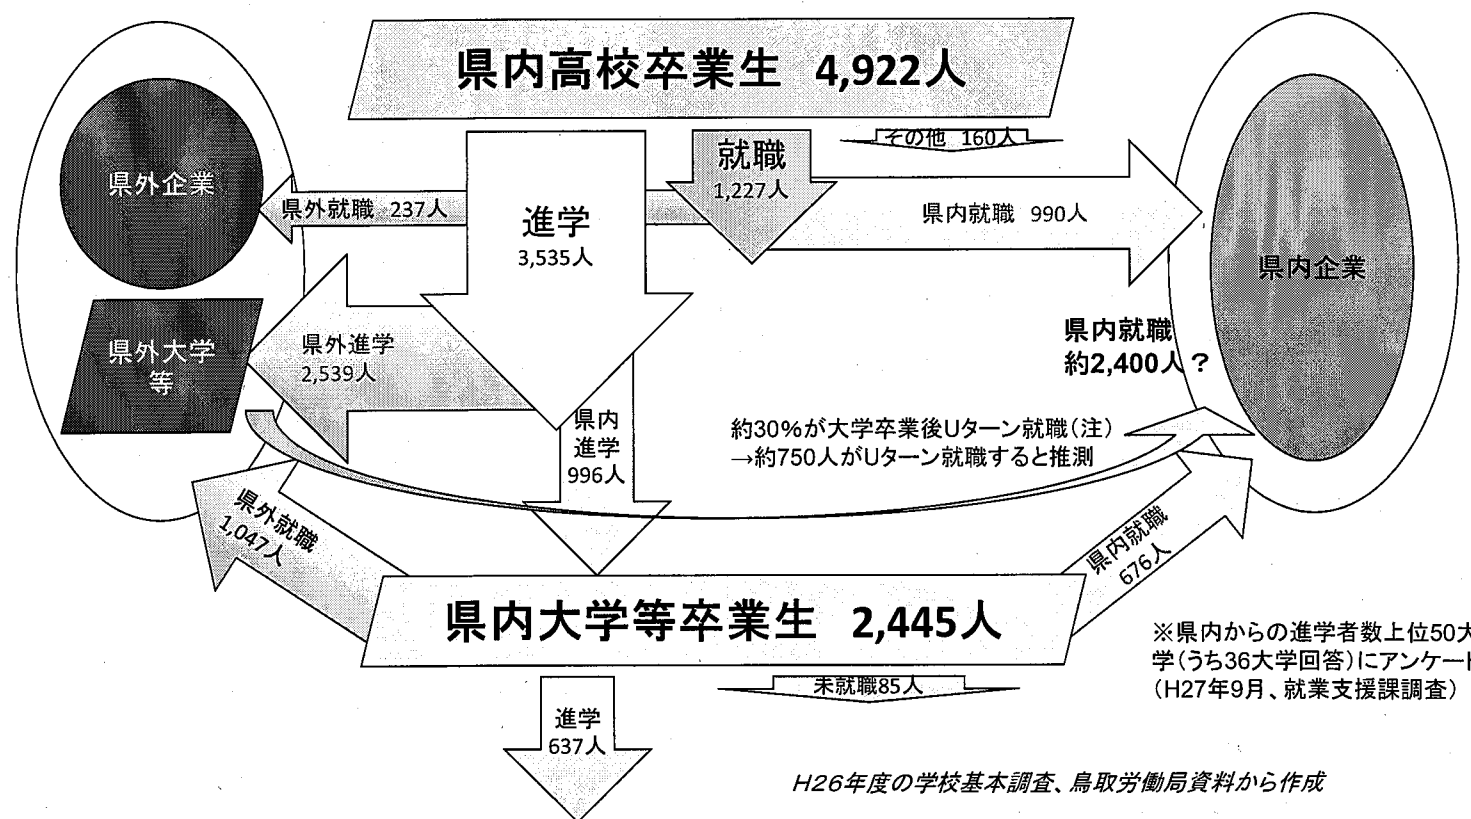 県内高校卒業生 4,922人
その他 160人
就職
1,227人
県外企業
県外就職 237人
進学
3,535人
県内就職 990人
県内企業
県外大学
等
県外進学
2,539人
県内就職
約2,400人?
県内
進学
996人
約30%が大学卒業後Uターン就職(注)
→約750人がUターン就職すると推測
県外就職
1,047人
県内就職
676人
県内大学等卒業生 2,445人
未就職85人
進学
637人
※県内からの進学者数上位50大
学(うち36大学回答)にアンケート
(H27年9月、就業支援課調査)
H26年度の学校基本調査、鳥取労働局資料から作成